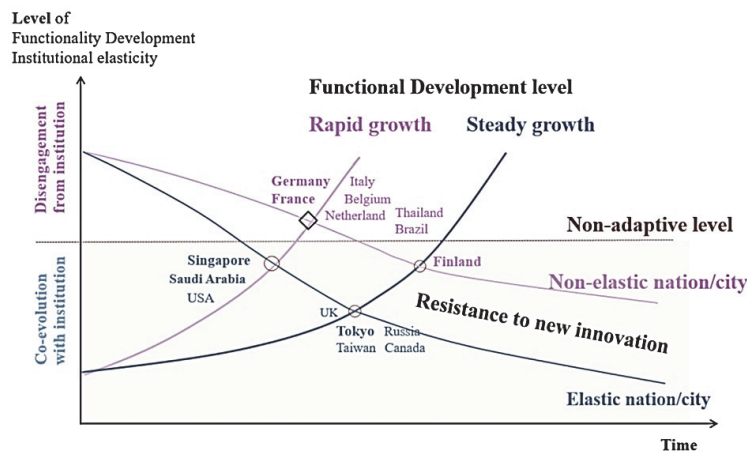 Level of
Functionality Development
Institutional elasticity
Functional Development level
Rapid growth
Steady growth
Disengagement
from institution
Germany
France
Italy
Belgium
Netherland
Thailand
Brazil
Non-adaptive level
Singapore
Saudi Arabia
USA
Finland
Non-elastic nation/city
Co-evolution
with institution
UK
Tokyo
Taiwan
Russia
Canada
Resistance to new innovation
Elastic nation/city
Time